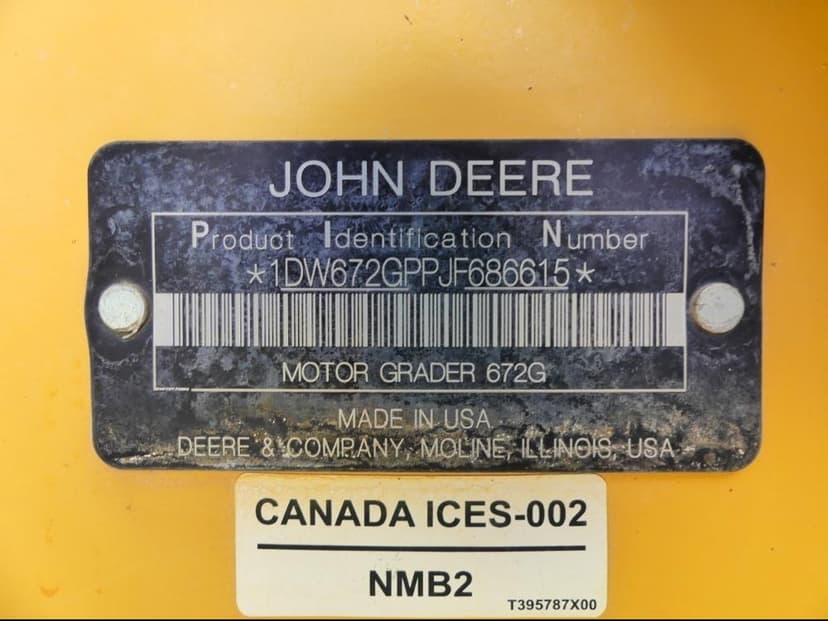 JOHN DEERE
Product Identification Number
*1DW672GPPJF686615*
MOTOR GRADER 672G
MADE IN USA
DEERE & COMPANY, MOLINE, ILLINOIS, USA
CANADA ICES-002
NMB2
T395787X00